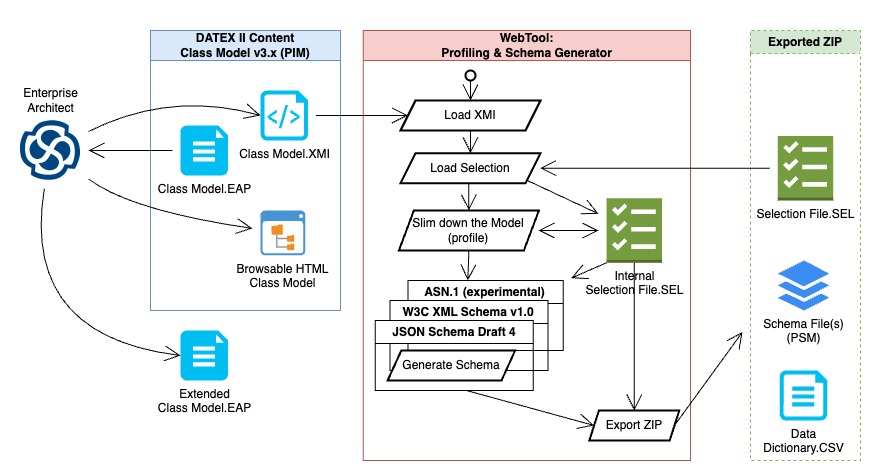 DATEX II Content
Class Model v3.x (PIM)
WebTool:
Profiling & Schema Generator
Exported ZIP
Enterprise
Architect
Class Model.XMI
Class Model.EAP
Browsable HTML
Class Model
Extended
Class Model.EAP
Load XMI
Load Selection
Slim down the Model
(profile)
Internal
Selection File.SEL
ASN.1 (experimental)
W3C XML Schema v1.0
JSON Schema Draft 4
Generate Schema
Export ZIP
Selection File.SEL
Schema File(s)
(PSM)
Data
Dictionary.CSV